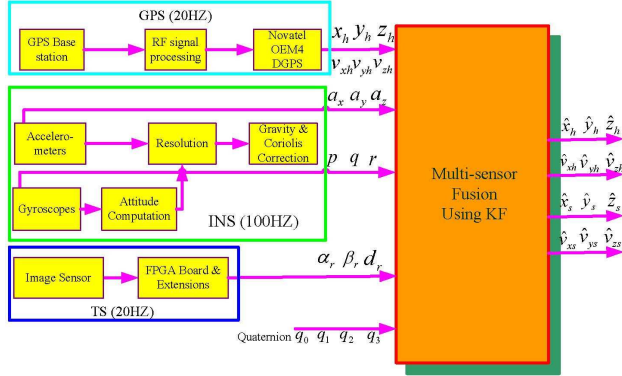 GPS (20HZ)
GPS Base
station
RF signal
processing
Novatel
OEM4
DGPS
x_h y_h z_h
v_xh v_yh v_zh
a_x a_y a_z
Accelero-
meters
Resolution
Gravity &
Coriolis
Correction
p q r
Gyroscopes
Attitude
Computation
INS (100HZ)
Image Sensor
FPGA Board &
Extensions
TS (20HZ)
α_r β_r d_r
Quaternion q_0 q_1 q_2 q_3
Multi-sensor
Fusion
Using KF
x̂_h ŷ_h ẑ_h
v̂_xh v̂_yh v̂_zh
x̂_s ŷ_s ẑ_s
v̂_xs v̂_ys v̂_zs